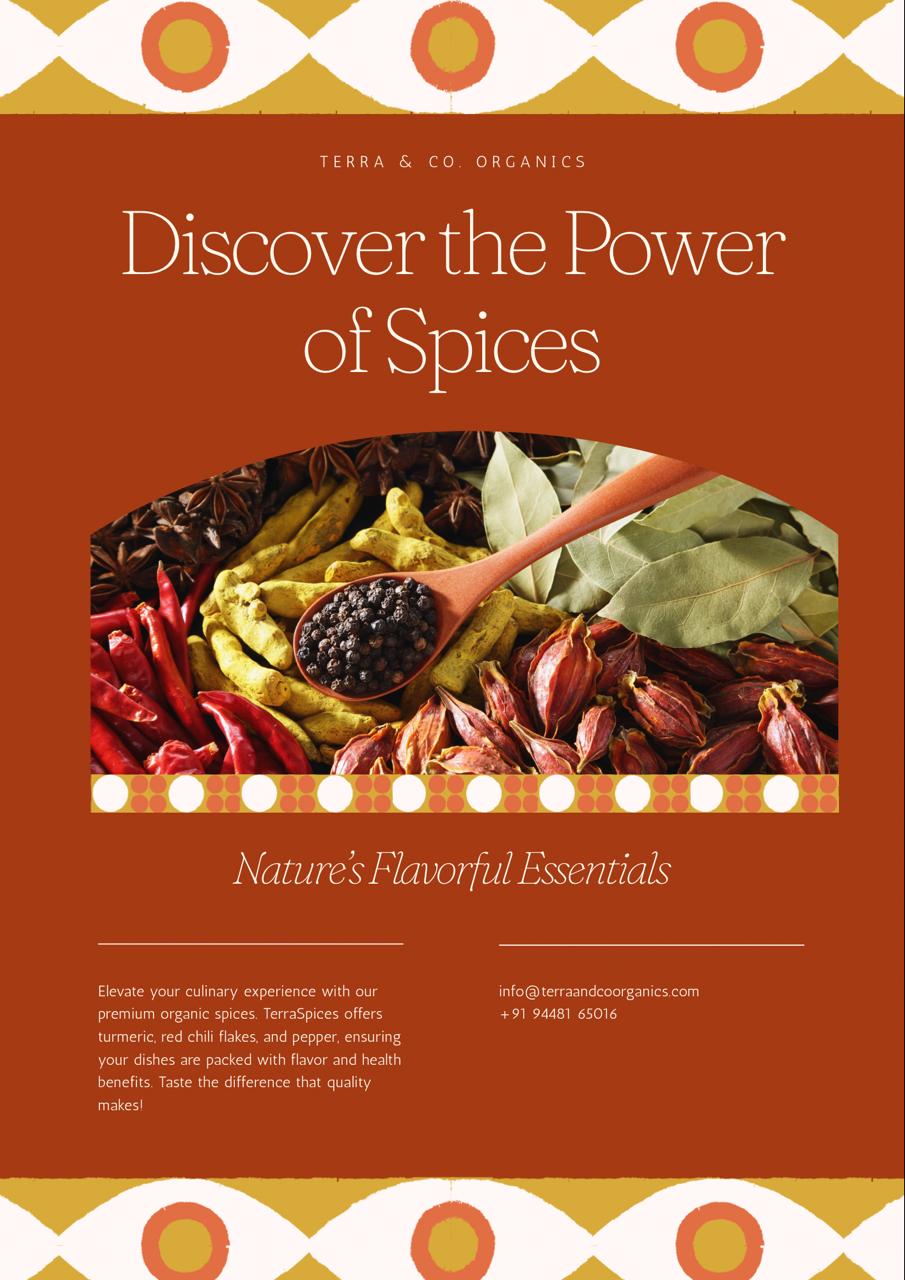 TERRA & CO. ORGANICS
Discover the Power
of Spices
Nature's Flavorful Essentials
Elevate your culinary experience with our
premium organic spices. TerraSpices offers
turmeric, red chili flakes, and pepper, ensuring
your dishes are packed with flavor and health
benefits. Taste the difference that quality
makes!
info@terraandcoorganics.com
+91 94481 65016